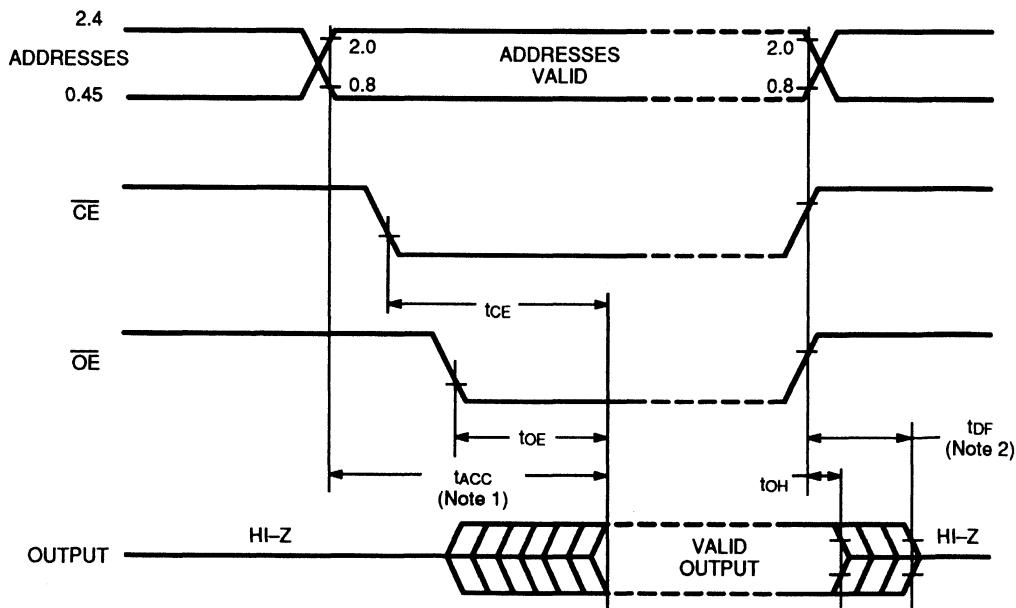 2.4
ADDRESSES
0.45
2.0
0.8
ADDRESSES
VALID
2.0
0.8
CE
tCE
OE
tOE
tACC
(Note 1)
tDF
(Note 2)
tOH
OUTPUT
HI–Z
VALID
OUTPUT
HI–Z